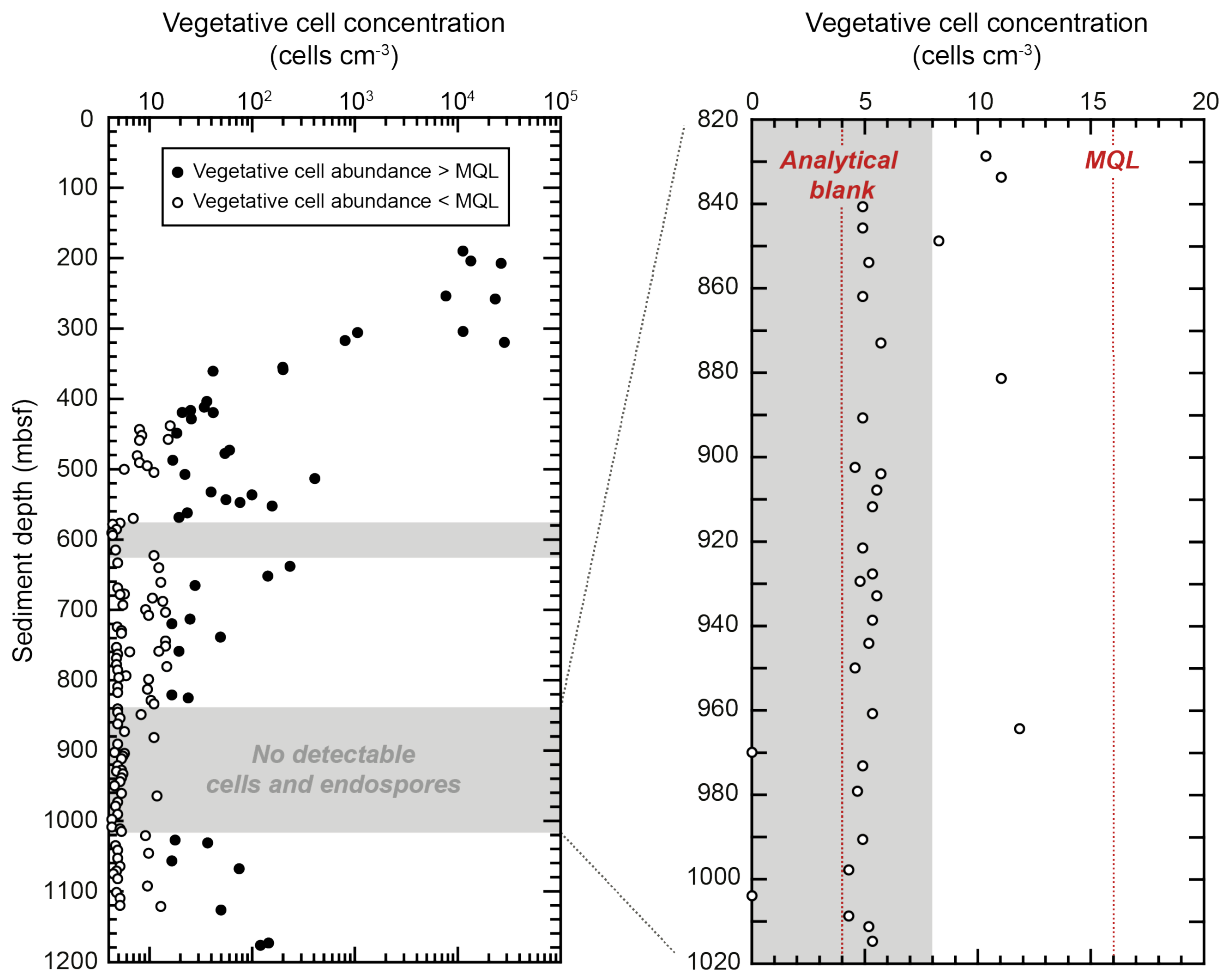 Vegetative cell concentration
(cells cm⁻³)
10 10² 10³ 10⁴ 10⁵
0
100
200
300
400
500
600
700
800
900
1000
1100
1200
Sediment depth (mbsf)
Vegetative cell abundance > MQL
Vegetative cell abundance < MQL
No detectable
cells and endospores
Vegetative cell concentration
(cells cm⁻³)
0 5 10 15 20
820
840
860
880
900
920
940
960
980
1000
1020
Analytical
blank
MQL